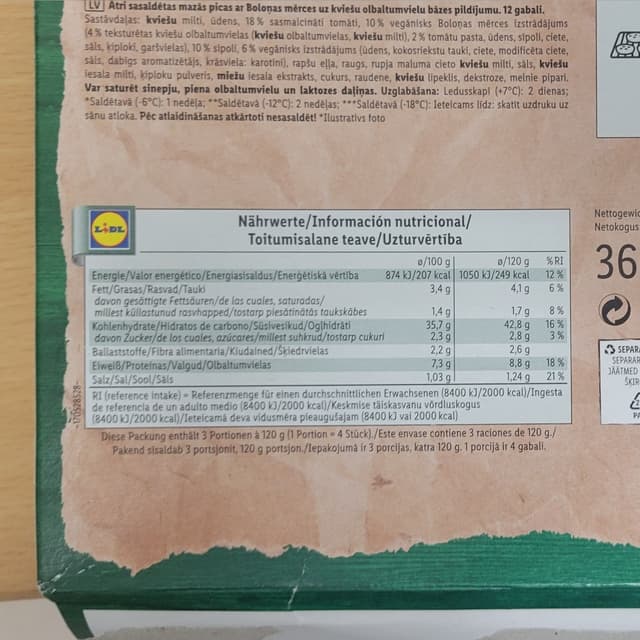 LV Ātri sasaldētas mazās picas ar Boloņas mērces uz kviešu olbaltumvielu bāzes pildījumu. 12 gabali.
Sastāvdaļas: kviešu milti, ūdens, 18 % sasmalcināti tomāti, 10 % vegānisks Boloņas mērces izstrādājums
(4 % teksturētas kviešu olbaltumvielas (kviešu olbaltumvielas, kviešu milti), 2 % tomātu pasta, ūdens, sīpoli, ciete,
sāls, ķiploki, garšvielas), 10 % sīpoli, 6 % vegānisks izstrādājums (ūdens, kokosriekstu tauki, ciete, modificēta ciete,
sāls, dabīgs aromatizētājs, krāsviela: karotīni), rapšu eļļa, raugs, rupja maluma cieto kviešu milti, sāls, kviešu
iesala milti, ķiploku pulveris, miežu iesala ekstrakts, cukurs, raudene, kviešu lipeklis, dekstroze, melnie pipari.
Var saturēt sinepju, piena olbaltumvielu un laktozes daļiņas. Uzglabāšana: Ledusskapī (+7°C): 2 dienas;
*Saldētavā (-6°C): 1 nedēļa; **Saldētavā (-12°C): 2 nedēļas; ***Saldētavā (-18°C): Ieteicams līdz: skatīt uzdruku uz
sānu atloka. Pēc atlaidināšanas atkārtoti nesasaldēt! *Ilustratīvs foto
LIDL
Nährwerte/Información nutricional/
Toitumisalane teave/Uzturvērtība
ø/100 g ø/120 g %RI
Energie/Valor energético/Energiasisaldus/Enerģētiskā vērtība 874 kJ/207 kcal 1050 kJ/249 kcal 12 %
Fett/Grasas/Rasvad/Tauki 3,4 g 4,1 g 6 %
davon gesättigte Fettsäuren/de las cuales, saturadas/
millest küllastunud rasvhapped/tostarp piesātinātās taukskābes 1,4 g 1,7 g 8 %
Kohlenhydrate/Hidratos de carbono/Süsivesikud/Ogļhidrāti 35,7 g 42,8 g 16 %
davon Zucker/de los cuales, azúcares/millest suhkrud/tostarp cukuri 2,3 g 2,8 g 3 %
Ballaststoffe/Fibra alimentaria/Kiudained/Šķiedrvielas 2,2 g 2,6 g
Eiweiß/Proteínas/Valgud/Olbaltumvielas 7,3 g 8,8 g 18 %
Salz/Sal/Sool/Sāls 1,03 g 1,24 g 21 %
RI (reference intake) = Referenzmenge für einen durchschnittlichen Erwachsenen (8400 kJ/2000 kcal)/Ingesta
de referencia de un adulto medio (8400 kJ/2000 kcal)/Keskmise täiskasvanu võrdluskogus
(8400 kJ/2000 kcal)/Ieteicamā deva vidusmēra pieaugušajam (8400 kJ vai 2000 kcal)
Diese Packung enthält 3 Portionen à 120 g (1 Portion = 4 Stück)./Este envase contiene 3 raciones de 120 g./
Pakend sisaldab 3 portsjonit, 120 g portsjon./Iepakojumā ir 3 porcijas, katra 120 g. 1 porcijā ir 4 gabali.
Nettogewic
Netokogus
36
SEPAR
SEPARAR
JÄÄTMED
ŠĶIR